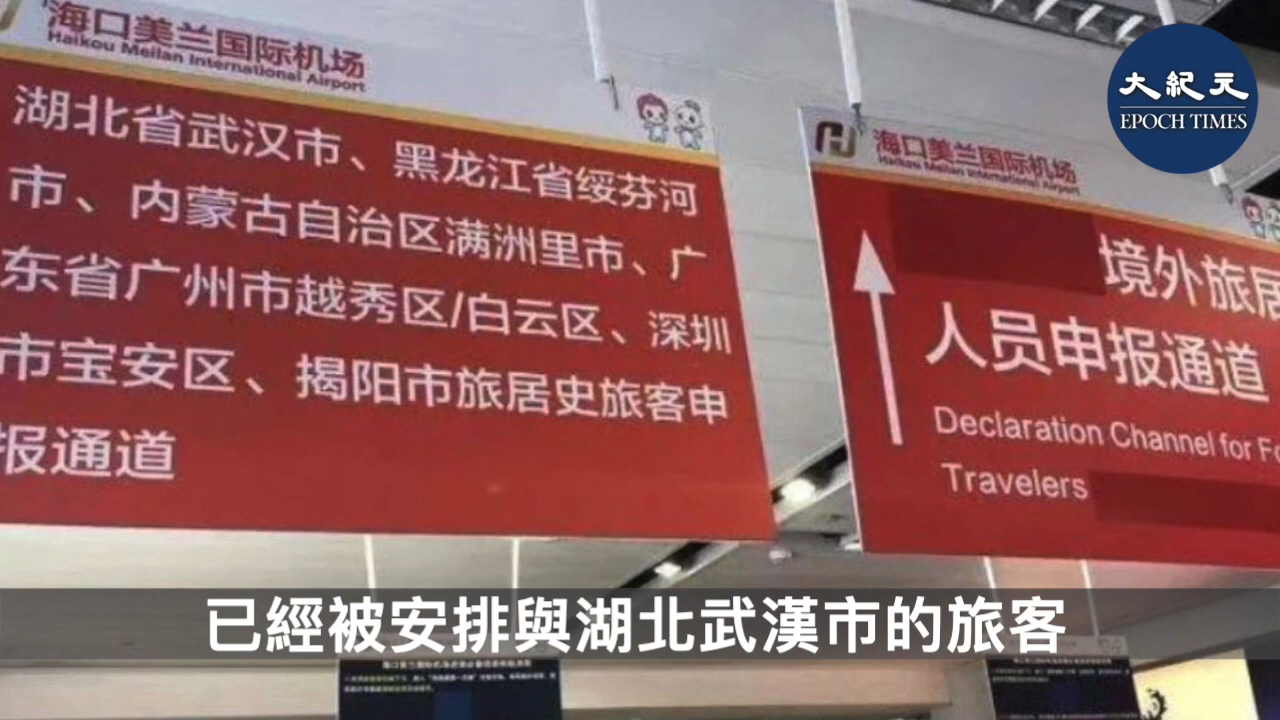 海口美兰国际机场
Haikou Meilan International Airport
湖北省武汉市、黑龙江省绥芬河
市、内蒙古自治区满洲里市、广
东省广州市越秀区/白云区、深圳
市宝安区、揭阳市旅居史旅客申
报通道
海口美兰国际机场
Haikou Meilan International Airport
境外旅居
人员申报通道
Declaration Channel for Fo
Travelers
大紀元
EPOCH TIMES
已經被安排與湖北武漢市的旅客